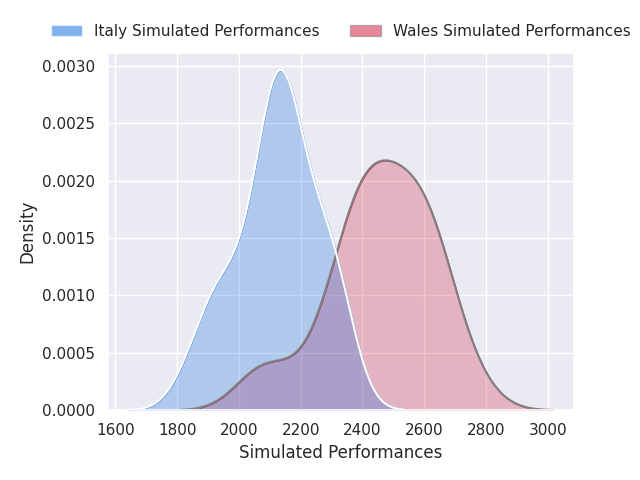 Italy Simulated Performances Wales Simulated Performances
0.0030
0.0025
0.0020
0.0015
0.0010
0.0005
0.0000
Density
1600 1800 2000 2200 2400 2600 2800 3000
Simulated Performances